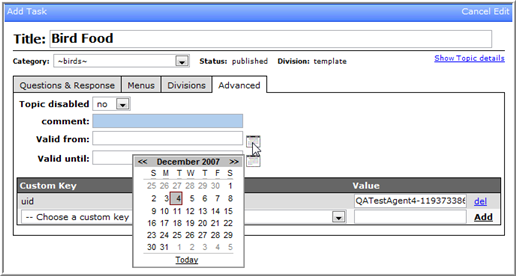 Add Task Cancel Edit
Title: Bird Food
Category: ~birds~ Status: published Division: template Show Topic details
Questions & Response Menus Divisions Advanced
Topic disabled no
comment:
Valid from:
Valid until:
<< December 2007 >>
S M T W T F S
25 26 27 28 29 30 1
2 3 4 5 6 7 8
9 10 11 12 13 14 15
16 17 18 19 20 21 22
23 24 25 26 27 28 29
30 31 1 2 3 4 5
Today
Custom Key Value
uid QATestAgent4-119373386 del
-- Choose a custom key Add